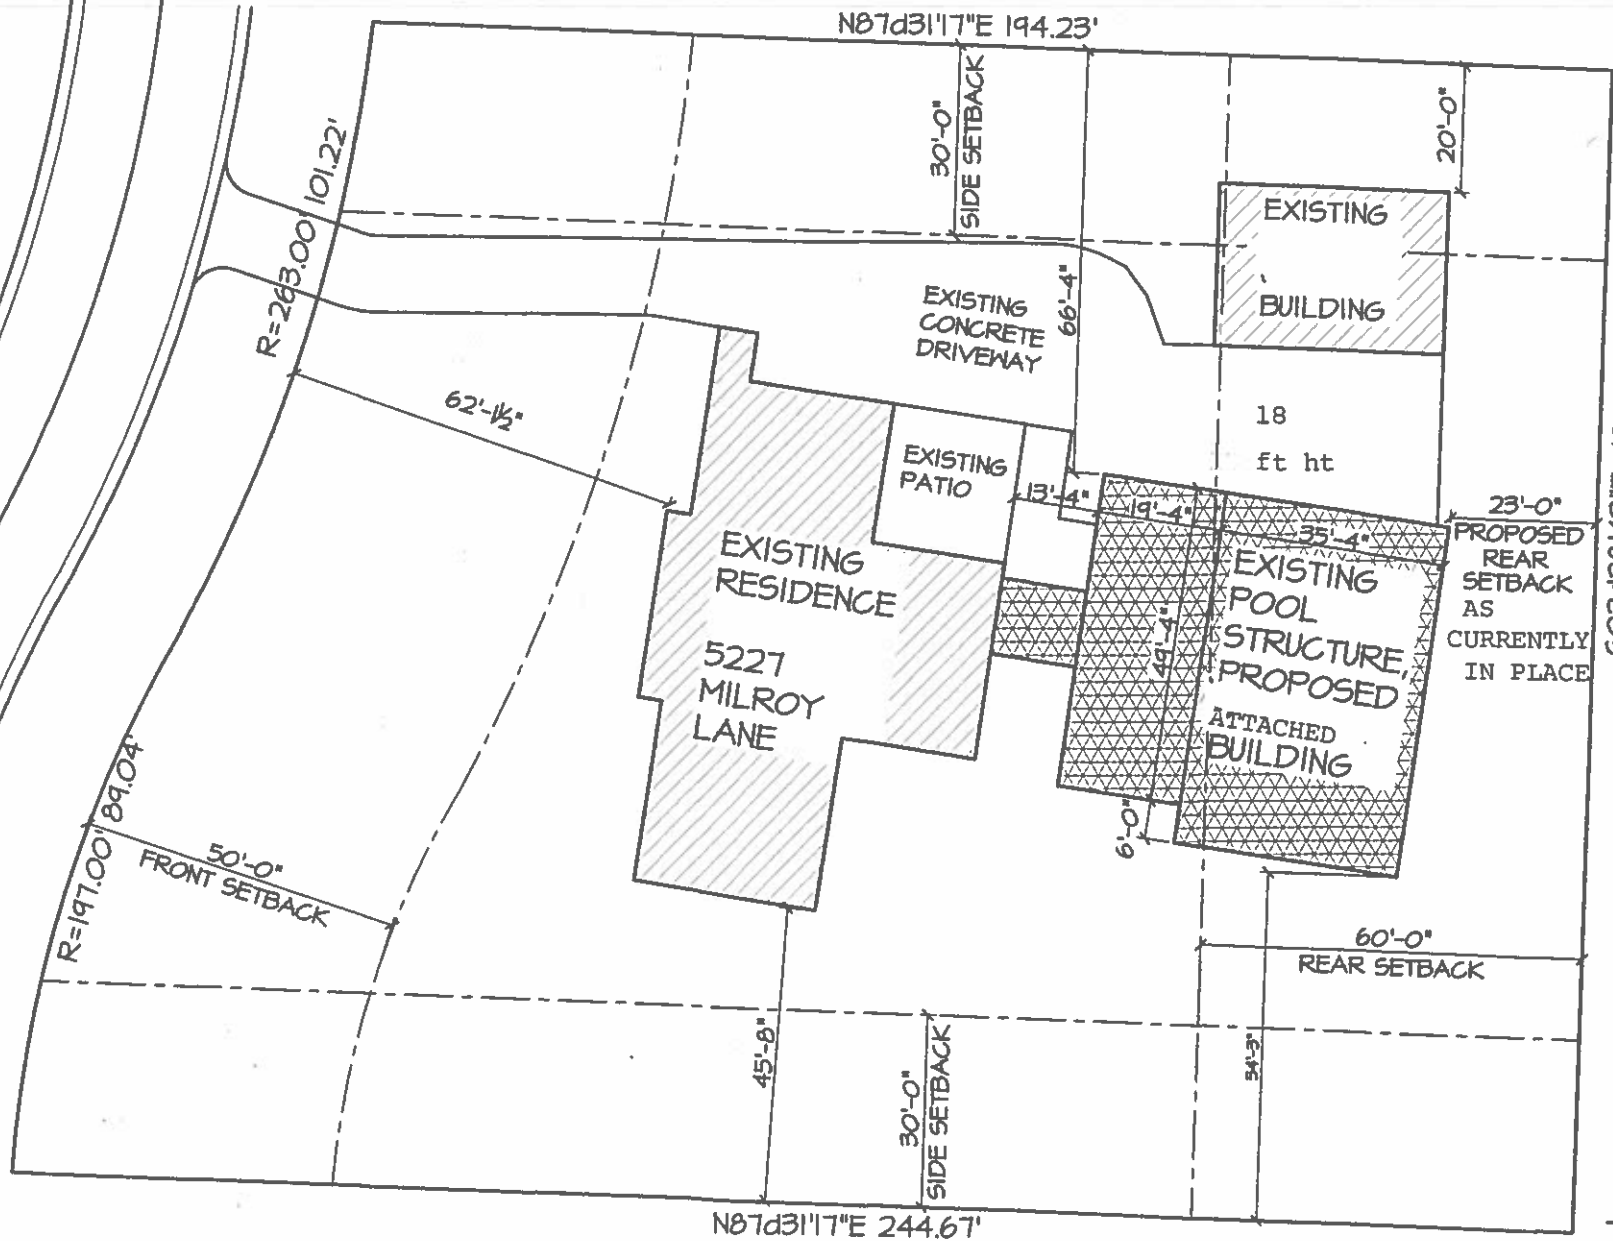 N87d31'17"E 194.23'
30'-0"
SIDE SETBACK
20'-0"
R=263.00' 101.22'
EXISTING
BUILDING
66'-4"
EXISTING
CONCRETE
DRIVEWAY
62'-1½"
18
ft ht
EXISTING
PATIO
13'-4"
19'-4"
35'-4"
23'-0"
PROPOSED
REAR
SETBACK
AS
CURRENTLY
IN PLACE
EXISTING
RESIDENCE
5227
MILROY
LANE
49'-4"
EXISTING
POOL
STRUCTURE,
PROPOSED
ATTACHED
BUILDING
6'-0"
R=197.00' 89.04'
50'-0"
FRONT SETBACK
60'-0"
REAR SETBACK
45'-8"
30'-0"
SIDE SETBACK
54'-3"
N87d31'17"E 244.67'